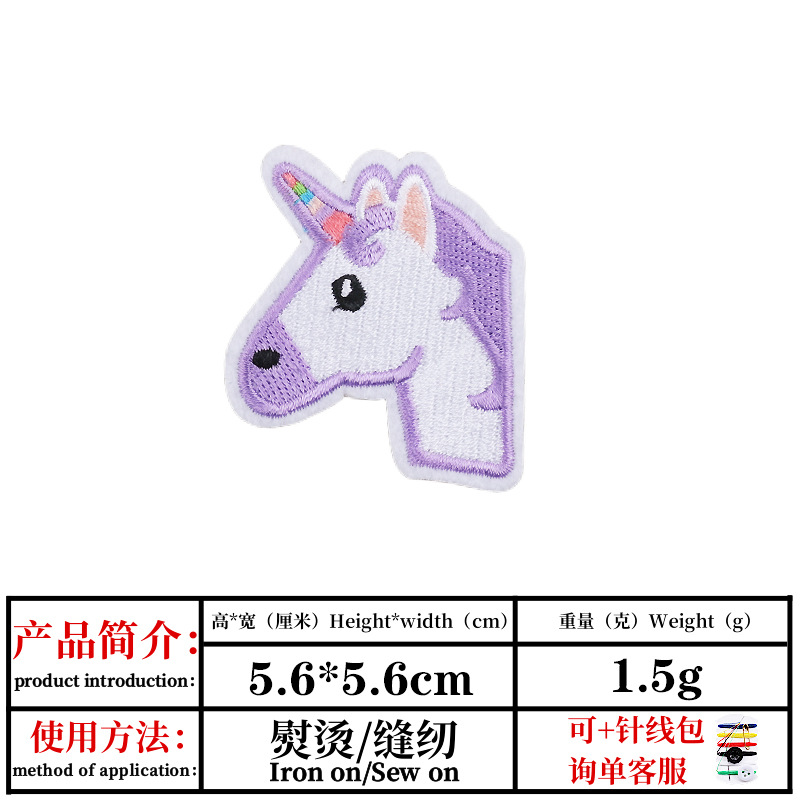 产品简介：
product introduction：
高*宽（厘米）Height*width（cm）
5.6*5.6cm
重量（克）Weight（g）
1.5g
使用方法：
method of application：
熨烫/缝纫
Iron on/Sew on
可+针线包
询单客服